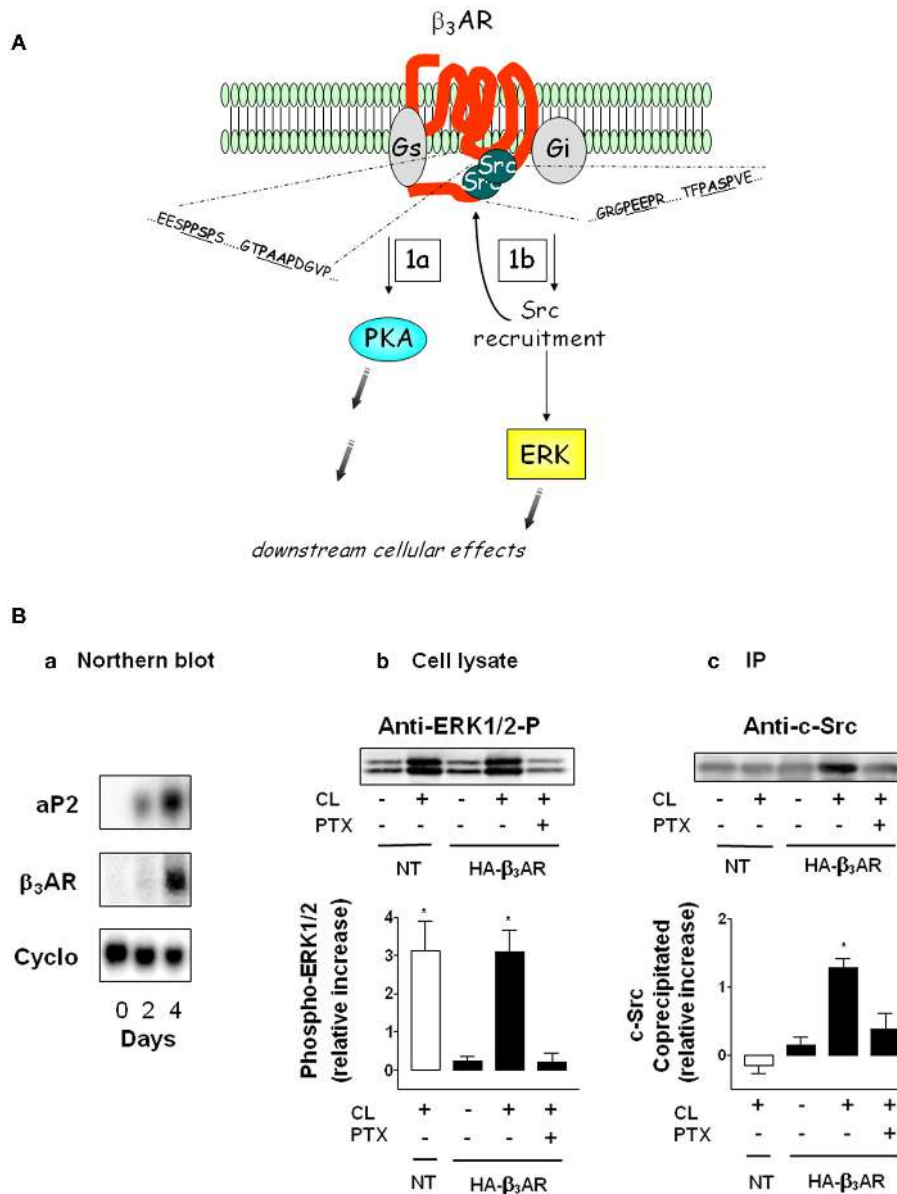 β₃AR
A
Gs
Src
Src
Gi
...EESPPSPS....GTPAAPDGVP...
GRGPEEPR....TFPASPVE...
1a
1b
PKA
Src
recruitment
ERK
downstream cellular effects
B
a Northern blot
b Cell lysate
c IP
aP2
β₃AR
Cyclo
0 2 4
Days
Anti-ERK1/2-P
CL - + - + +
PTX - - - - +
NT HA-β₃AR
Phospho-ERK1/2
(relative increase)
4
3
2
1
0
CL + - + +
PTX - - - +
NT HA-β₃AR
* *
Anti-c-Src
CL - + - + +
PTX - - - - +
NT HA-β₃AR
c-Src
Coprecipitated
(relative increase)
2
1
0
*
CL + - + +
PTX - - - +
NT HA-β₃AR